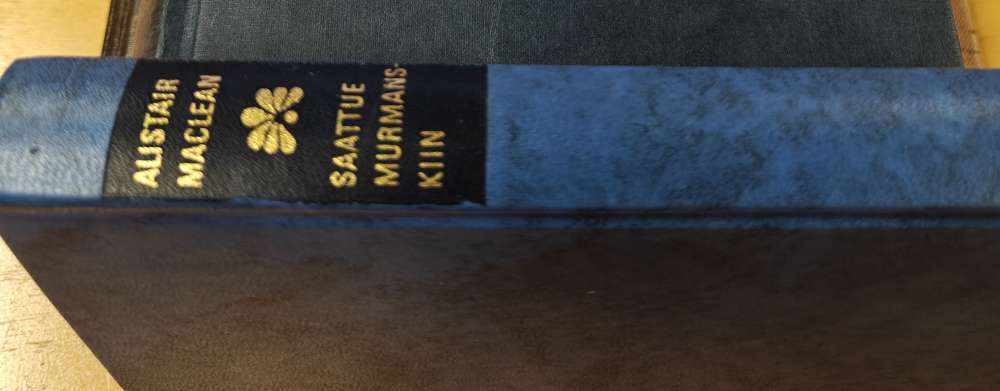 ALISTAIR
MACLEAN
SAATTUE
MURMANS-
KIIN